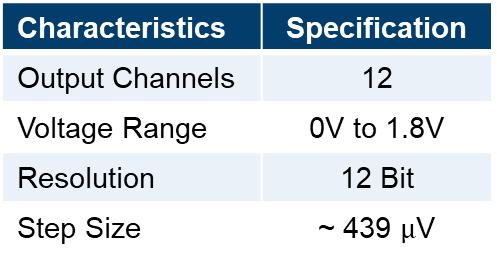 Characteristics Specification
Output Channels 12
Voltage Range 0V to 1.8V
Resolution 12 Bit
Step Size ~ 439 μV